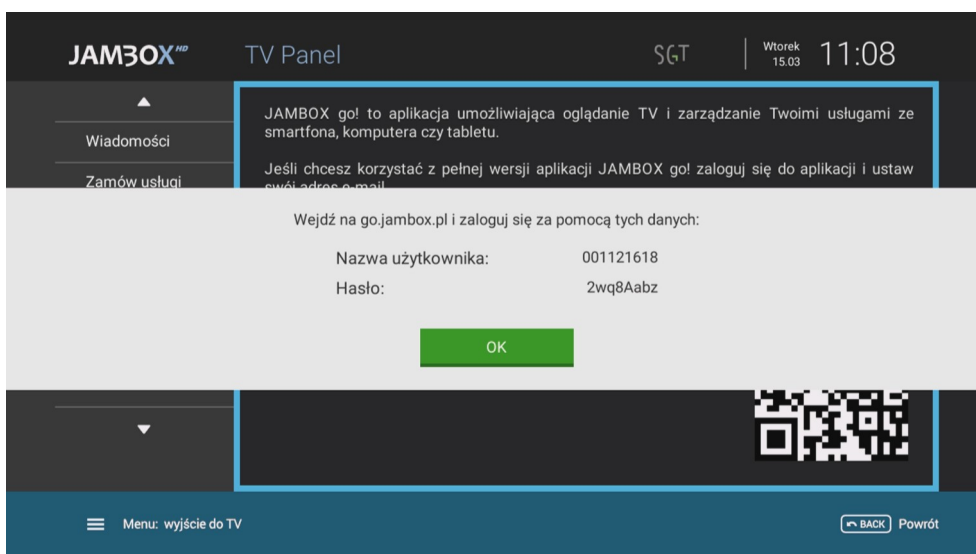 JAMBOX HD
TV Panel
SGT
Wtorek
15.03
11:08
Wiadomości
Zamów usługi
JAMBOX go! to aplikacja umożliwiająca oglądanie TV i zarządzanie Twoimi usługami ze
smartfona, komputera czy tabletu.
Jeśli chcesz korzystać z pełnej wersji aplikacji JAMBOX go! zaloguj się do aplikacji i ustaw
swój adres e-mail
Wejdź na go.jambox.pl i zaloguj się za pomocą tych danych:
Nazwa użytkownika: 001121618
Hasło: 2wq8Aabz
OK
Menu: wyjście do TV
BACK Powrót